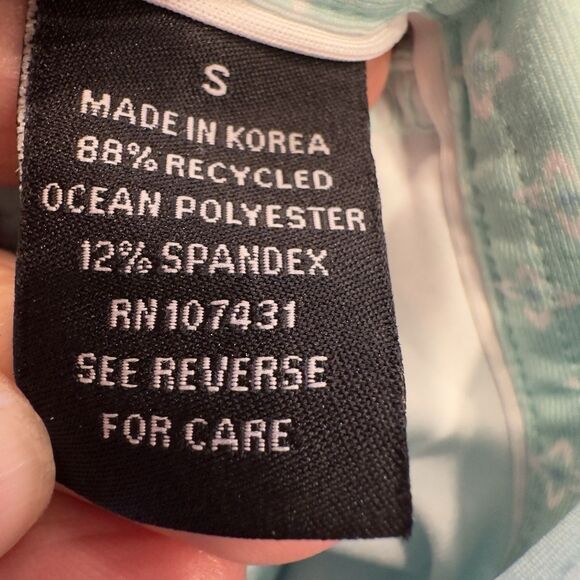 S
MADE IN KOREA
88% RECYCLED
OCEAN POLYESTER
12% SPANDEX
RN 107431
SEE REVERSE
FOR CARE